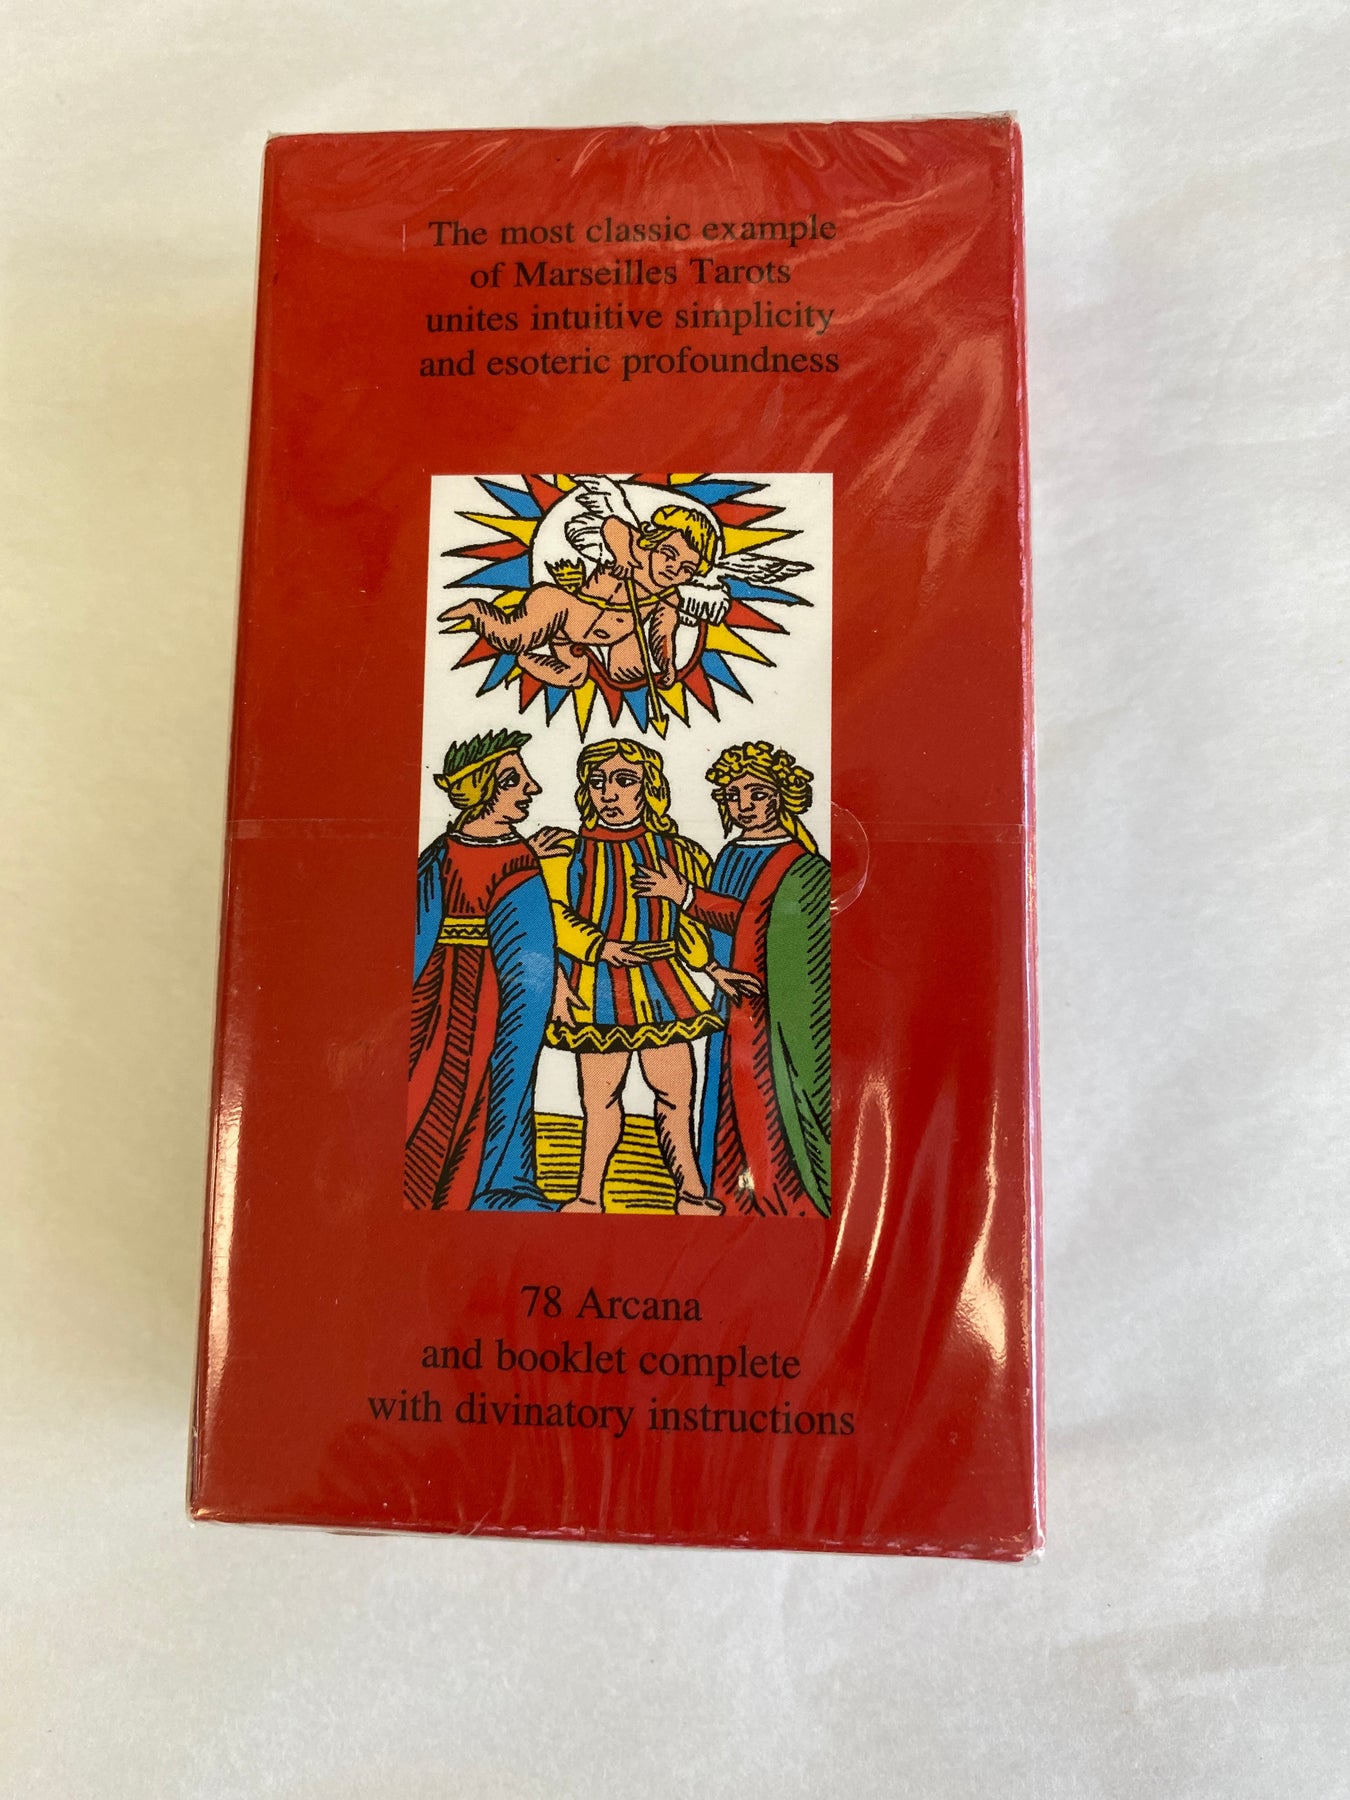 The most classic example
of Marseilles Tarots
unites intuitive simplicity
and esoteric profoundness
78 Arcana
and booklet complete
with divinatory instructions